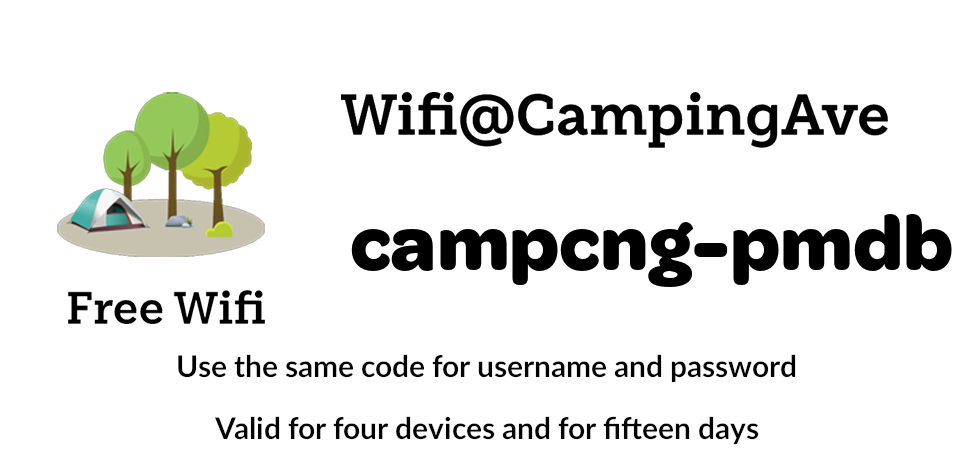 Wifi@CampingAve
campcng-pmdb
Free Wifi
Use the same code for username and password
Valid for four devices and for fifteen days